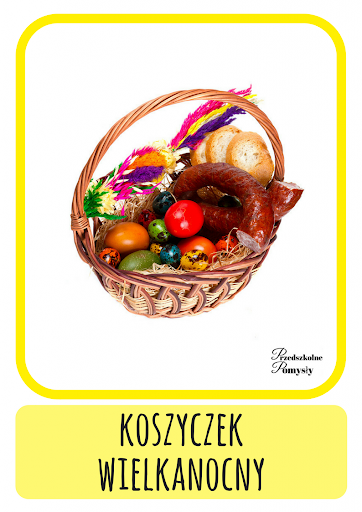 Przedszkolne
Pomysły
KOSZYCZEK
WIELKANOCNY